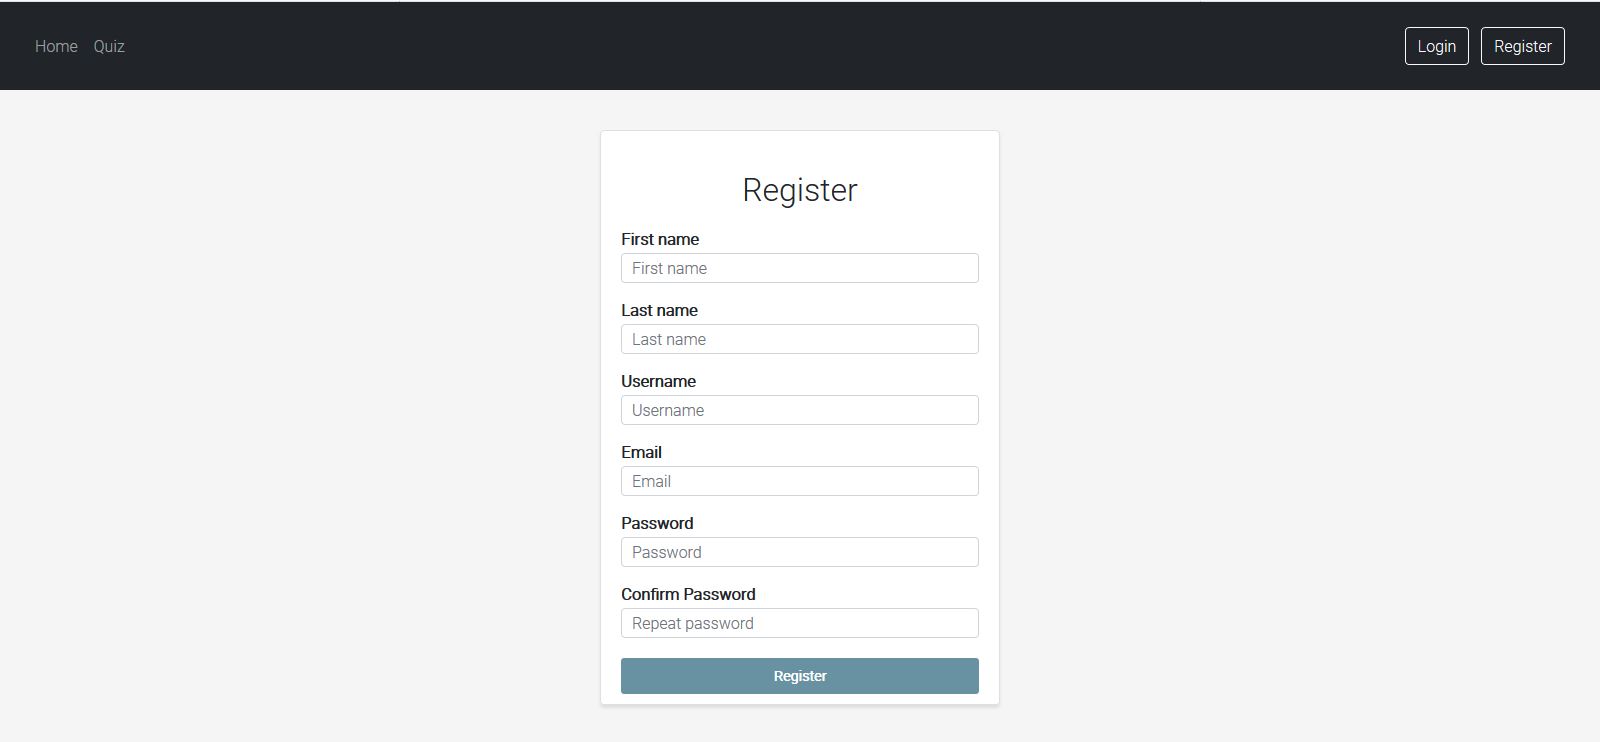 Home Quiz Login Register
Register
First name
First name
Last name
Last name
Username
Username
Email
Email
Password
Password
Confirm Password
Repeat password
Register